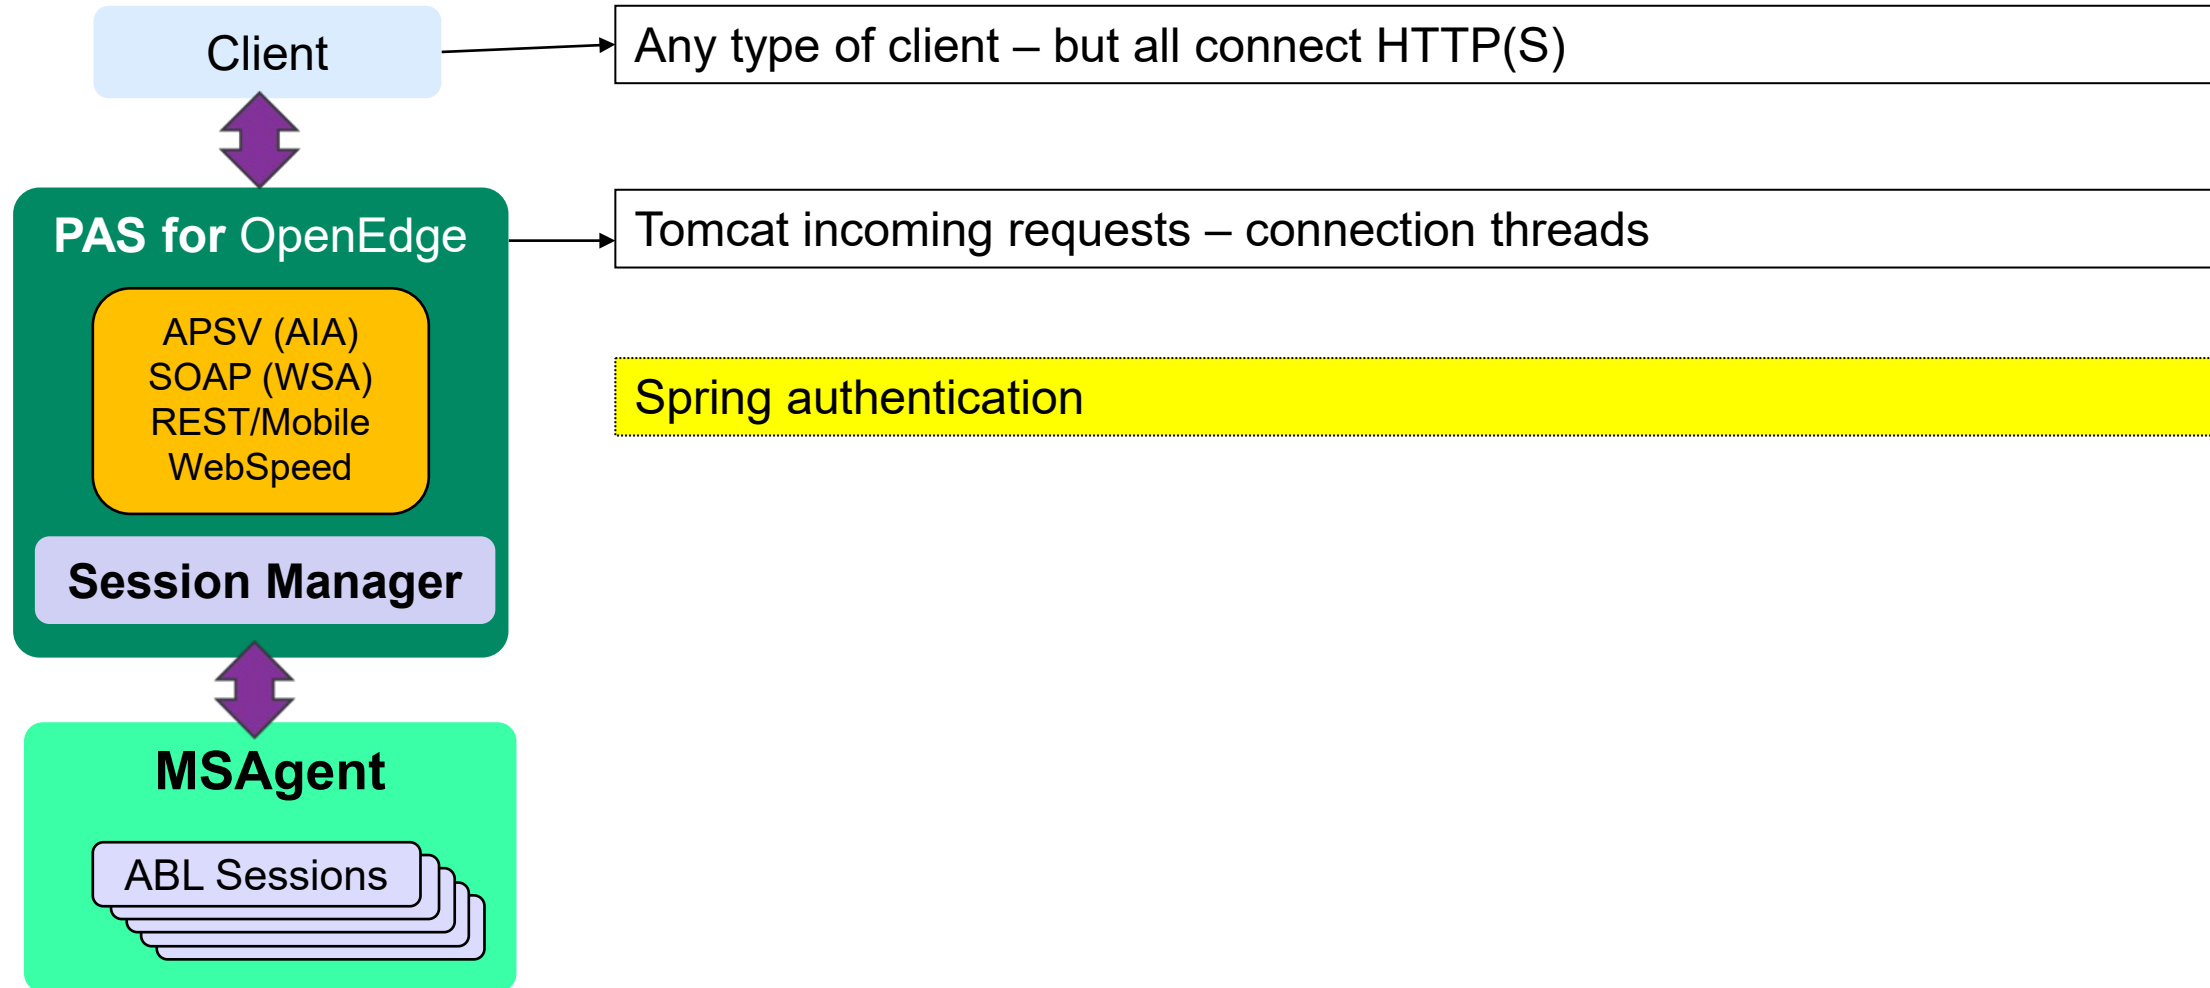 Client
Any type of client – but all connect HTTP(S)
PAS for OpenEdge
Tomcat incoming requests – connection threads
APSV (AIA)
SOAP (WSA)
REST/Mobile
WebSpeed
Spring authentication
Session Manager
MSAgent
ABL Sessions